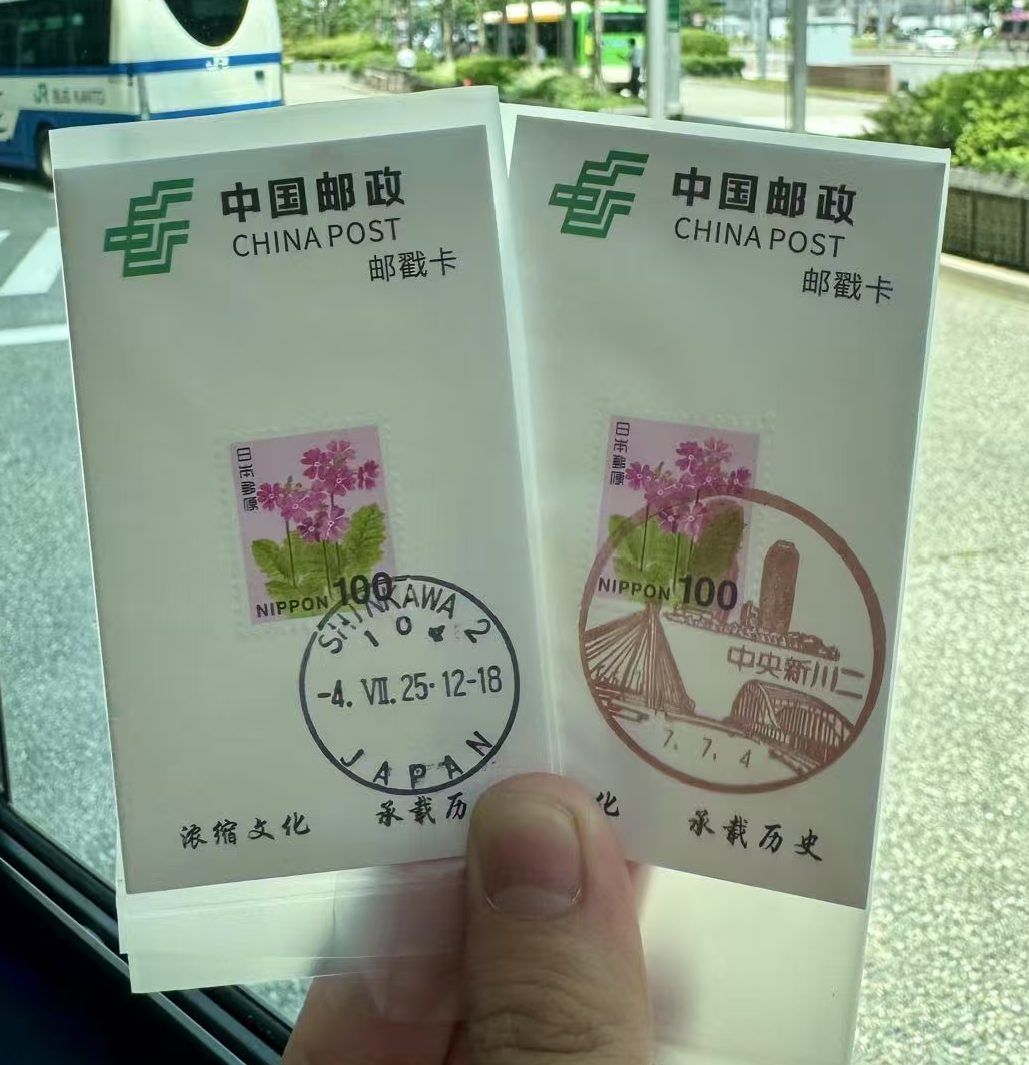 JR BUS KANTO
中国邮政
CHINA POST
邮戳卡
日本郵便
NIPPON 100
SHINKAWA 2
-4. VII. 25· 12-18
JAPAN
浓缩文化
承载历
中国邮政
CHINA POST
邮戳卡
日本郵便
NIPPON 100
中央新川二
7. 7. 4
化
承载历史